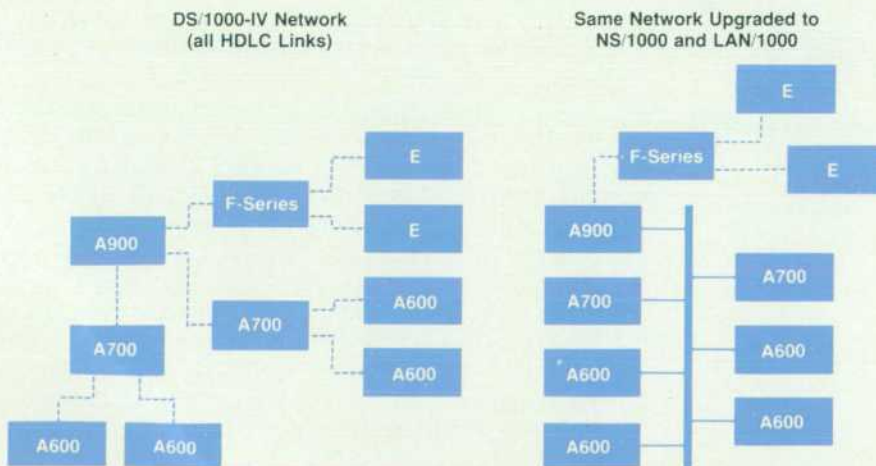 DS/1000-IV Network
(all HDLC Links)
E
F-Series
E
A900
A600
A700
A700
A600
A600
A600
Same Network Upgraded to
NS/1000 and LAN/1000
E
F-Series
E
A900
A700
A700
A600
A600
A600
A600